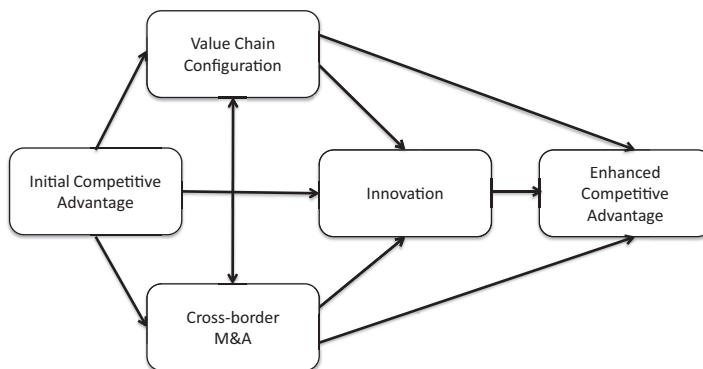 Value Chain
Configuration
Initial Competitive
Advantage
Innovation
Enhanced
Competitive
Advantage
Cross-border
M&A